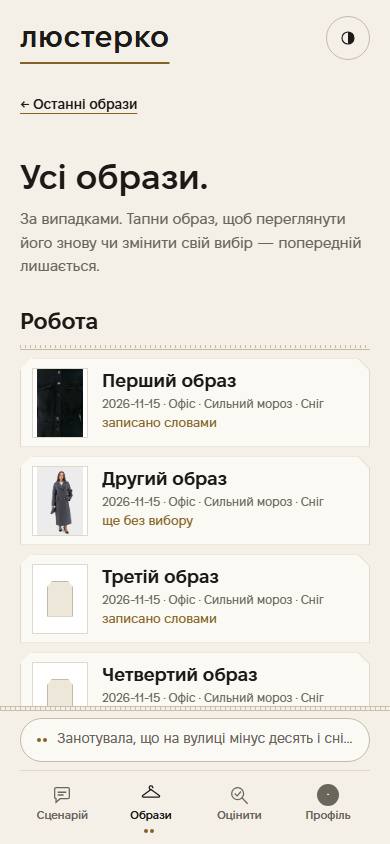 люстерко
← Останні образи
Усі образи.
За випадками. Тапни образ, щоб переглянути
його знову чи змінити свій вибір — попередній
лишається.
Робота
Перший образ
2026-11-15 · Офіс · Сильний мороз · Сніг
записано словами
Другий образ
2026-11-15 · Офіс · Сильний мороз · Сніг
ще без вибору
Третій образ
2026-11-15 · Офіс · Сильний мороз · Сніг
записано словами
Четвертий образ
2026-11-15 · Офіс · Сильний мороз · Сніг
Занотувала, що на вулиці мінус десять і сні...
Сценарій
Образи
Оцінити
Профіль